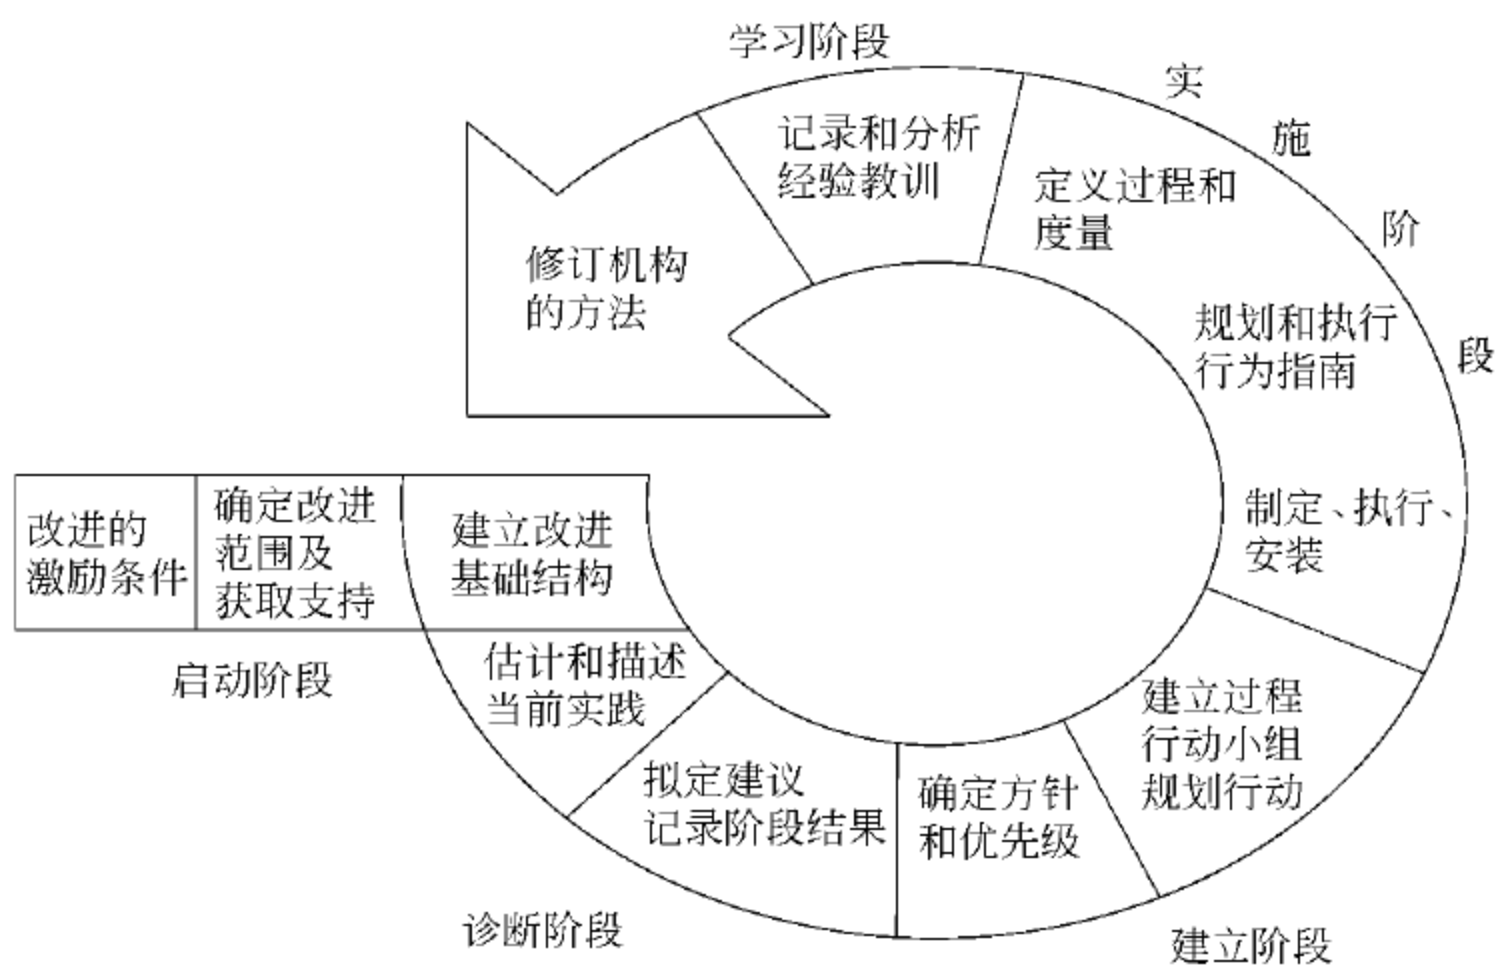 学习阶段
实
施
阶
段
记录和分析
经验教训
定义过程和
度量
修订机构
的方法
规划和执行
行为指南
制定、执行、
安装
改进的
激励条件
确定改进
范围及
获取支持
建立改进
基础结构
启动阶段
估计和描述
当前实践
拟定建议
记录阶段结果
确定方针
和优先级
建立过程
行动小组
规划行动
诊断阶段
建立阶段